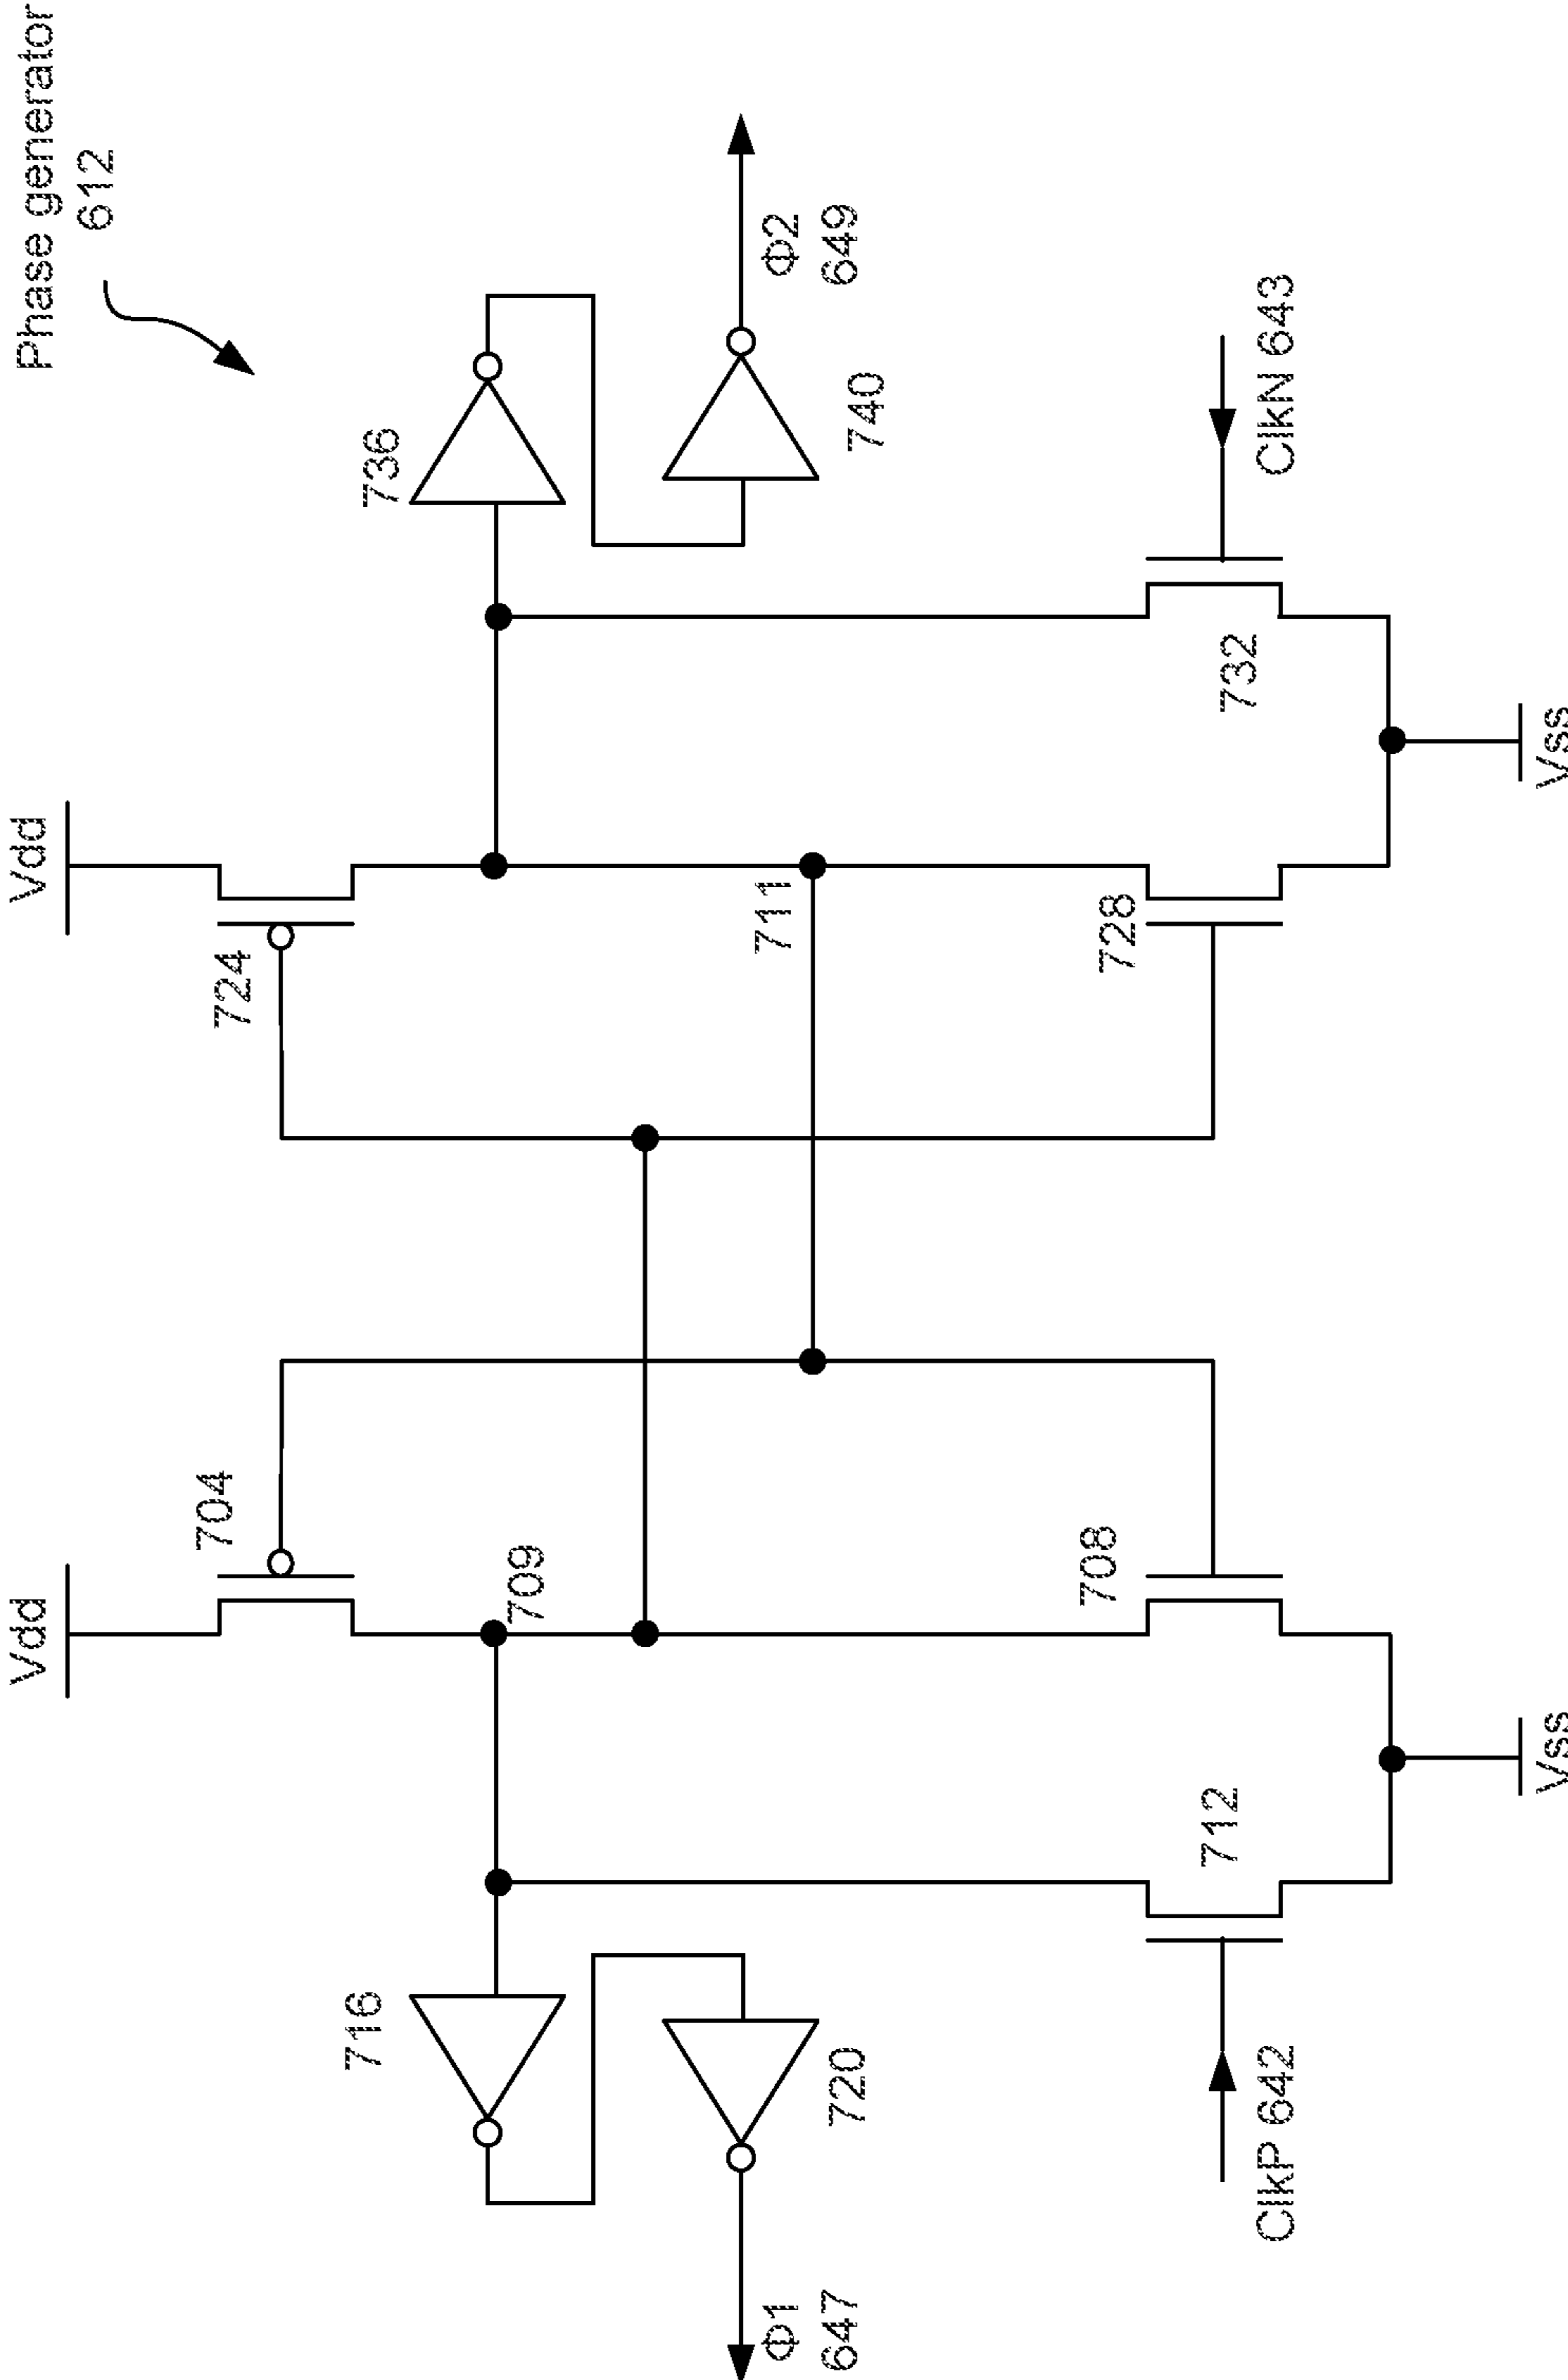 Phase generator
612
Vdd
Vdd
704
724
716
709
736
720
711
740
Φ1
647
Φ2
649
708
728
712
732
ClkP 642
ClkN 643
Vss
Vss